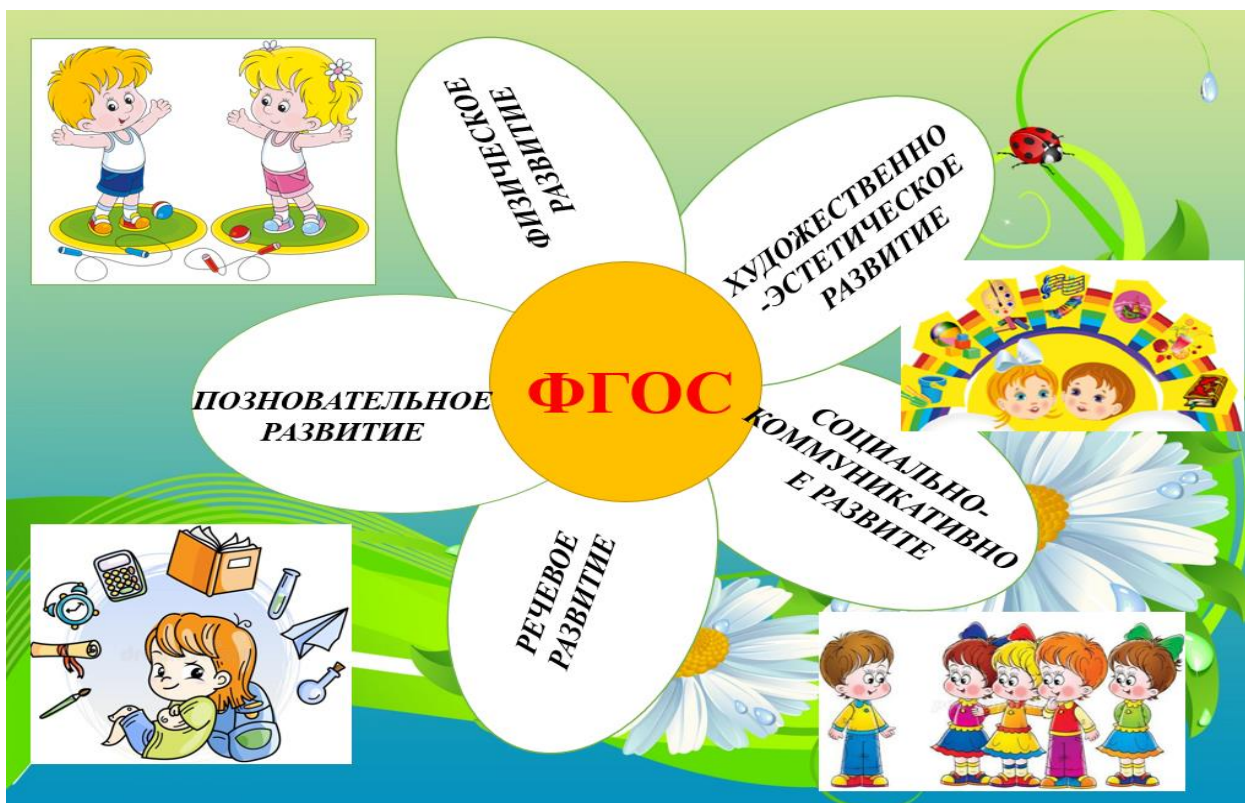 ФИЗИЧЕСКОЕ
РАЗВИТИЕ
ХУДОЖЕСТВЕННО
-ЭСТЕТИЧЕСКОЕ
РАЗВИТИЕ
ПОЗНОВАТЕЛЬНОЕ
РАЗВИТИЕ
ФГОС
СОЦИАЛЬНО-
КОММУНИКАТИВНО
Е РАЗВИТЕ
РЕЧЕВОЕ
РАЗВИТИЕ